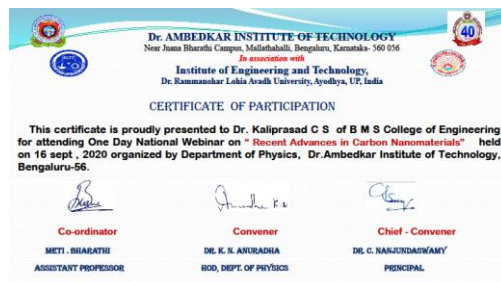 Dr. AMBEDKAR INSTITUTE OF TECHNOLOGY
Near Jnana Bharathi Campus, Mallathahalli, Bengaluru, Karnataka- 560 056
In association with
Institute of Engineering and Technology,
Dr. Rammanohar Lohia Avadh University, Ayodhya, UP, India
40
CERTIFICATE OF PARTICIPATION
This certificate is proudly presented to Dr. Kaliprasad C S of B M S College of Engineering
for attending One Day National Webinar on " Recent Advances in Carbon Nanomaterials" held
on 16 sept , 2020 organized by Department of Physics, Dr.Ambedkar Institute of Technology,
Bengaluru-56.
Anuradha K.N
Co-ordinator Convener Chief - Convener
METI . BHARATHI DR. K. N. ANURADHA DR. C. NANJUNDASWAMY
ASSISTANT PROFESSOR HOD, DEPT. OF PHYSICS PRINCIPAL